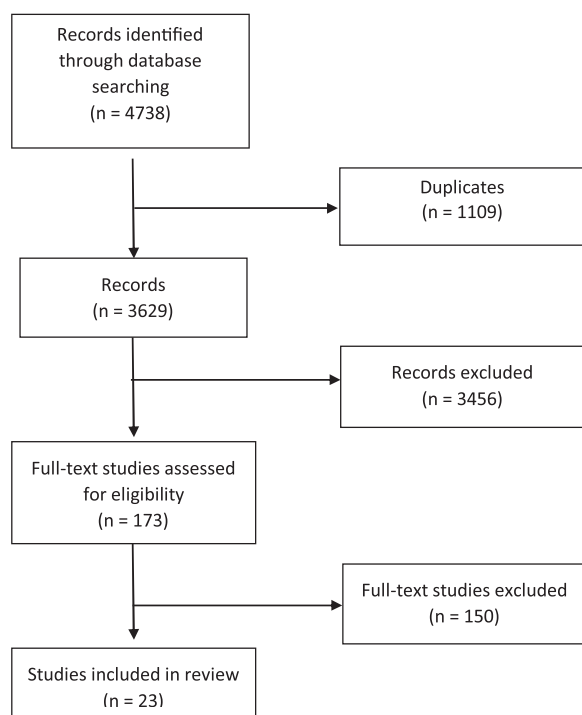 Records identified
through database
searching
(n = 4738)
Duplicates
(n = 1109)
Records
(n = 3629)
Records excluded
(n = 3456)
Full-text studies assessed
for eligibility
(n = 173)
Full-text studies excluded
(n = 150)
Studies included in review
(n = 23)